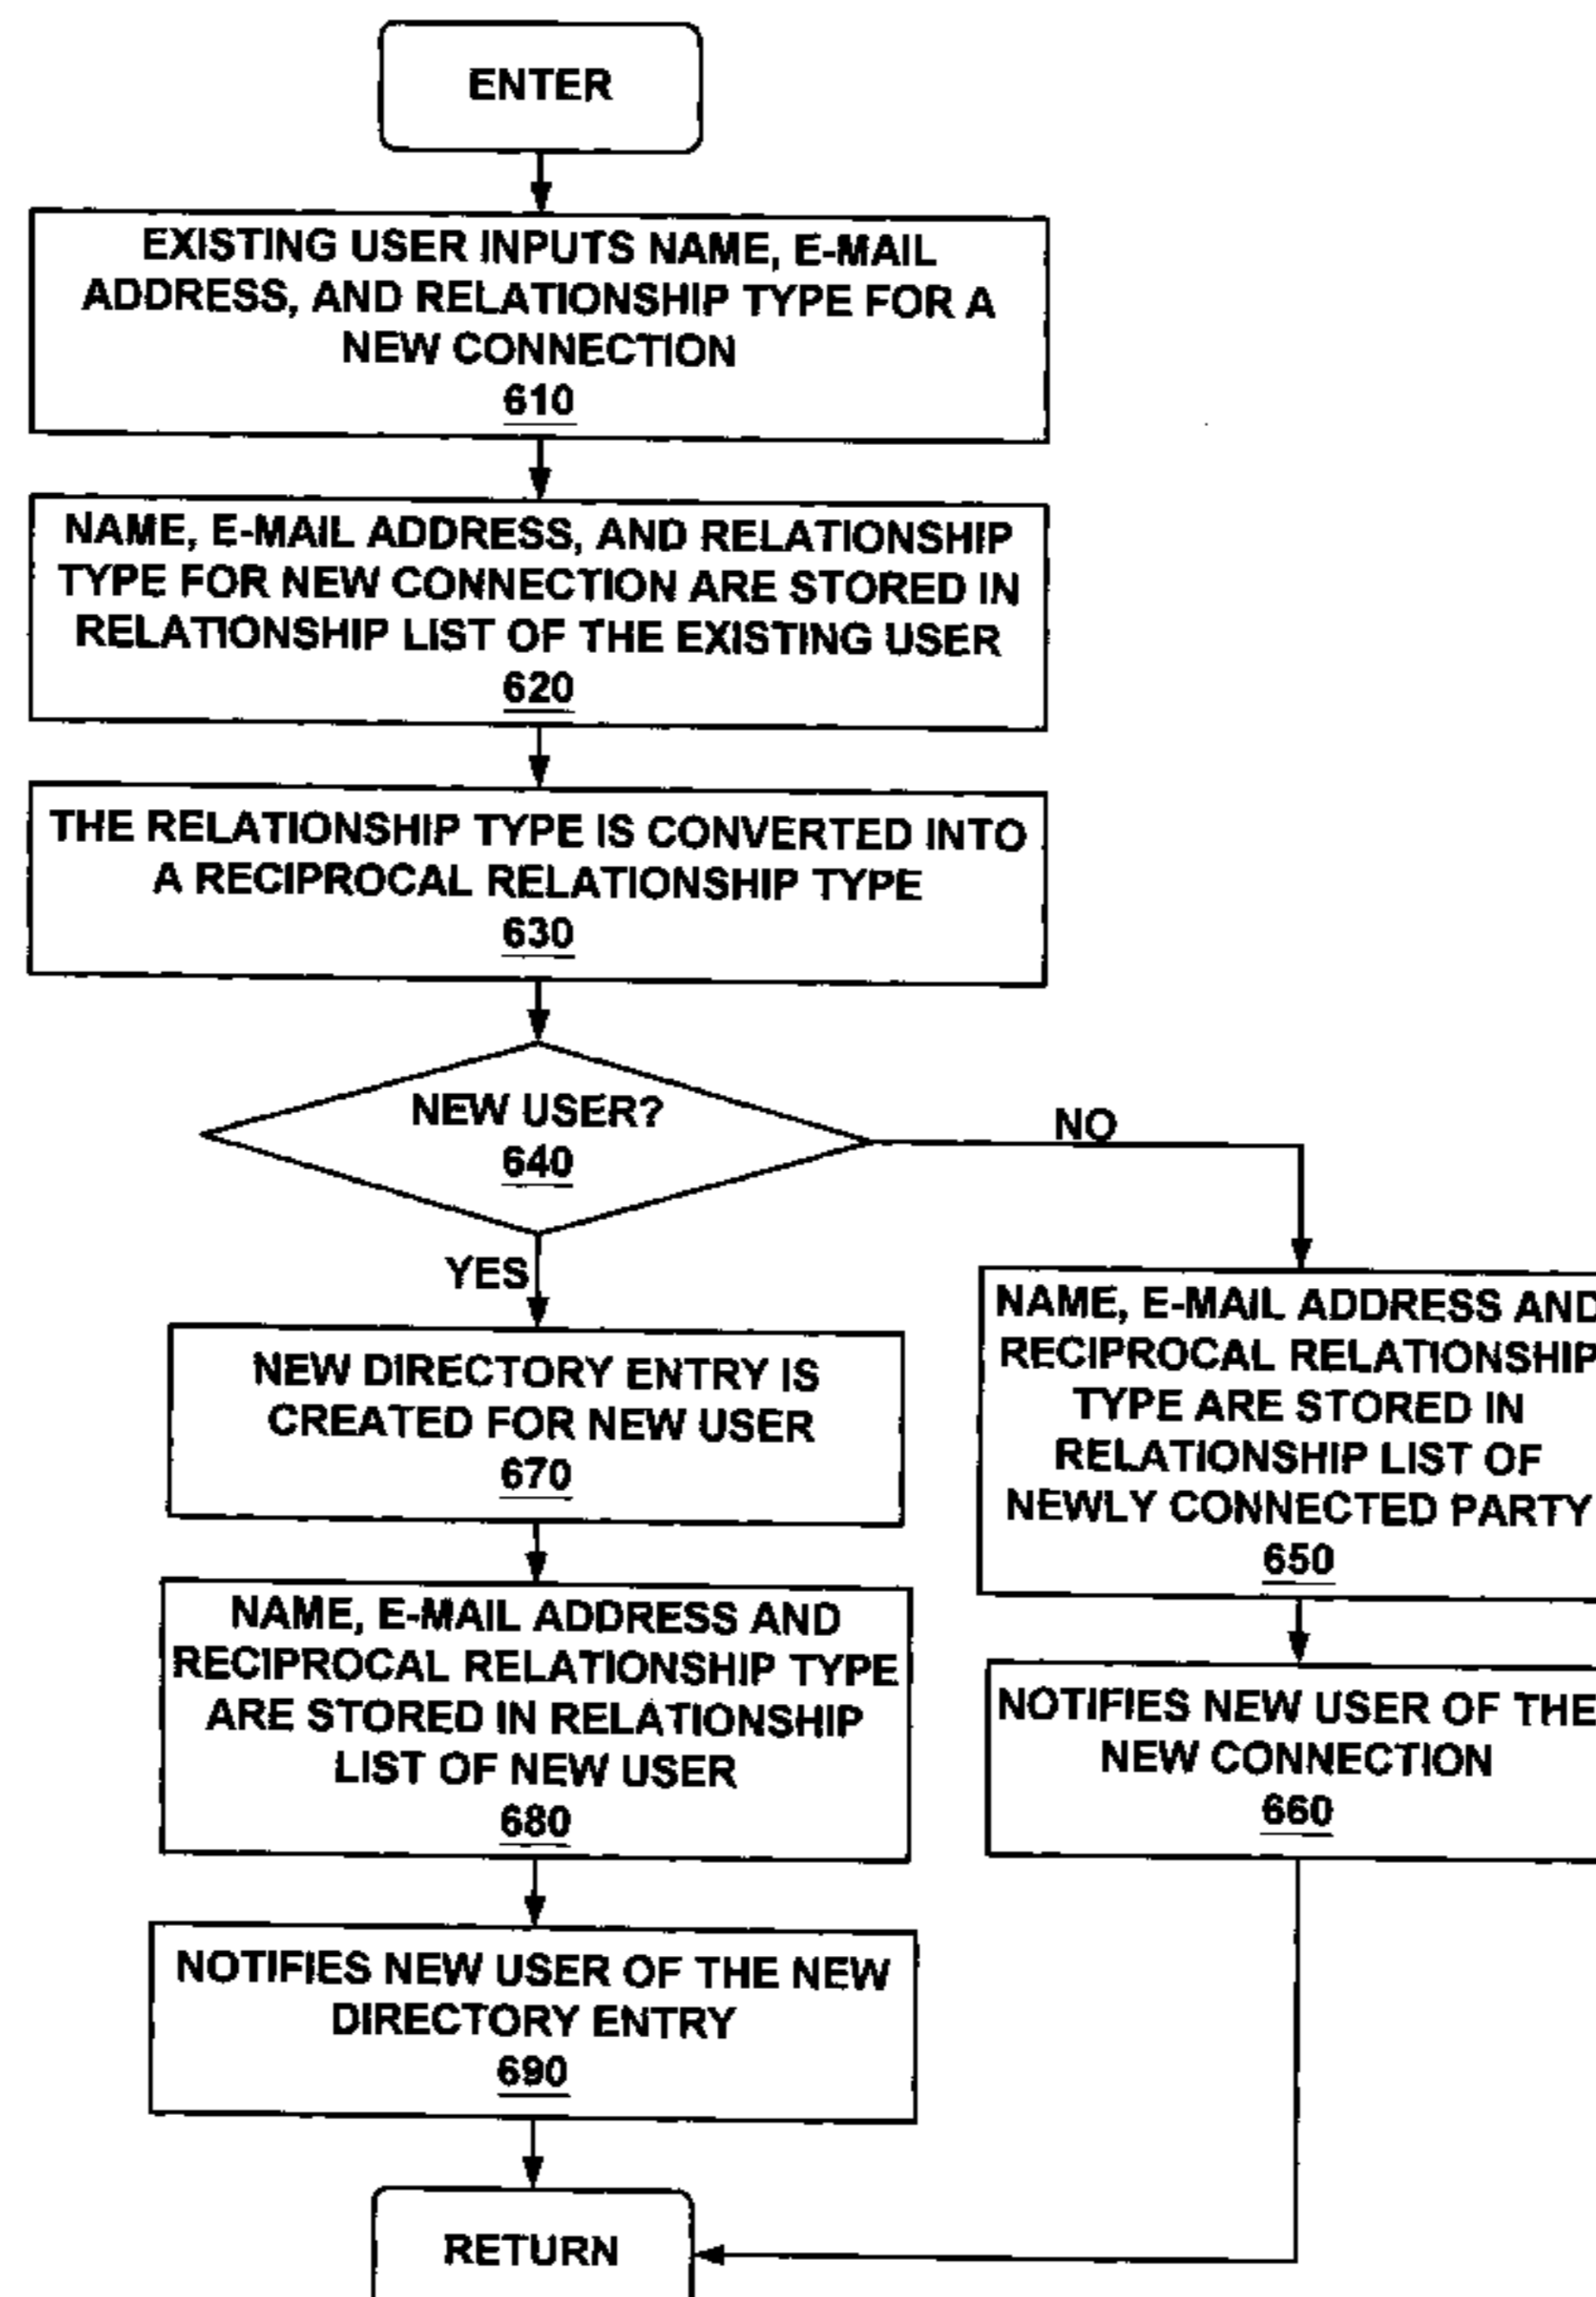 ENTER
EXISTING USER INPUTS NAME, E-MAIL
ADDRESS, AND RELATIONSHIP TYPE FOR A
NEW CONNECTION
610
NAME, E-MAIL ADDRESS, AND RELATIONSHIP
TYPE FOR NEW CONNECTION ARE STORED IN
RELATIONSHIP LIST OF THE EXISTING USER
620
THE RELATIONSHIP TYPE IS CONVERTED INTO
A RECIPROCAL RELATIONSHIP TYPE
630
NEW USER?
640
NO
YES
NAME, E-MAIL ADDRESS AND
RECIPROCAL RELATIONSHIP
TYPE ARE STORED IN
RELATIONSHIP LIST OF
NEWLY CONNECTED PARTY
650
NOTIFIES NEW USER OF THE
NEW CONNECTION
660
NEW DIRECTORY ENTRY IS
CREATED FOR NEW USER
670
NAME, E-MAIL ADDRESS AND
RECIPROCAL RELATIONSHIP TYPE
ARE STORED IN RELATIONSHIP
LIST OF NEW USER
680
NOTIFIES NEW USER OF THE NEW
DIRECTORY ENTRY
690
RETURN